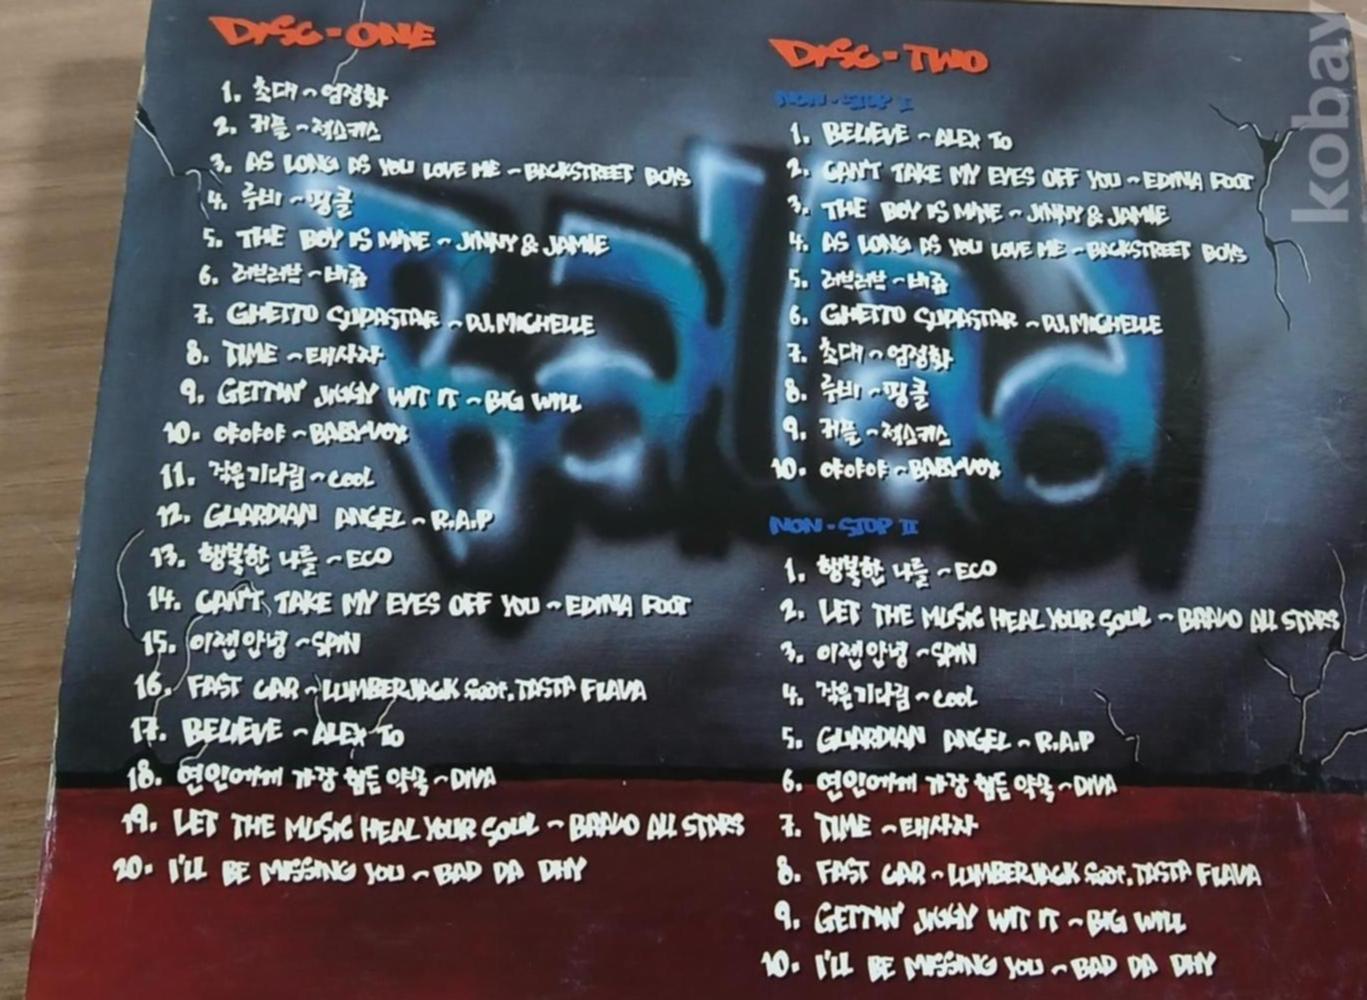 DISC-ONE
1. 초대~엄정화
2. 커플~젝스키스
3. AS LONG AS YOU LOVE ME~BACKSTREET BOYS
4. 루비~핑클
5. THE BOY IS MINE~JINNY & JAMIE
6. 러브러브~비쥬
7. GHETTO SUPASTAR~DJ.MICHELLE
8. TIME~태사자
9. GETTIN' JIGGY WIT IT~BIG WILL
10. 야야야~BABYVOX
11. 작은기다림~COOL
12. GUARDIAN ANGEL~R.A.P
13. 행복한 나를~ECO
14. CAN'T TAKE MY EYES OFF YOU~EDINA FOOT
15. 이젠안녕~SPIN
16. FAST CAR~LUMBERJACK feat. TASTA FLAVA
17. BELIEVE~ALEX TO
18. 연인에게 가장 힘든 약속~DIVA
19. LET THE MUSIC HEAL YOUR SOUL~BRAVO ALL STARS
20. I'LL BE MISSING YOU~BAD DA DHY
DISC-TWO
NON-STOP I
1. BELIEVE~ALEX TO
2. CAN'T TAKE MY EYES OFF YOU~EDINA FOOT
3. THE BOY IS MINE~JINNY & JAMIE
4. AS LONG AS YOU LOVE ME~BACKSTREET BOYS
5. 러브러브~비쥬
6. GHETTO SUPASTAR~DJ.MICHELLE
7. 초대~엄정화
8. 루비~핑클
9. 커플~젝스키스
10. 야야야~BABYVOX
NON-STOP II
1. 행복한 나를~ECO
2. LET THE MUSIC HEAL YOUR SOUL~BRAVO ALL STARS
3. 이젠안녕~SPIN
4. 작은기다림~COOL
5. GUARDIAN ANGEL~R.A.P
6. 연인에게 가장 힘든 약속~DIVA
7. TIME~태사자
8. FAST CAR~LUMBERJACK feat. TASTA FLAVA
9. GETTIN' JIGGY WIT IT~BIG WILL
10. I'LL BE MISSING YOU~BAD DA DHY
kobay